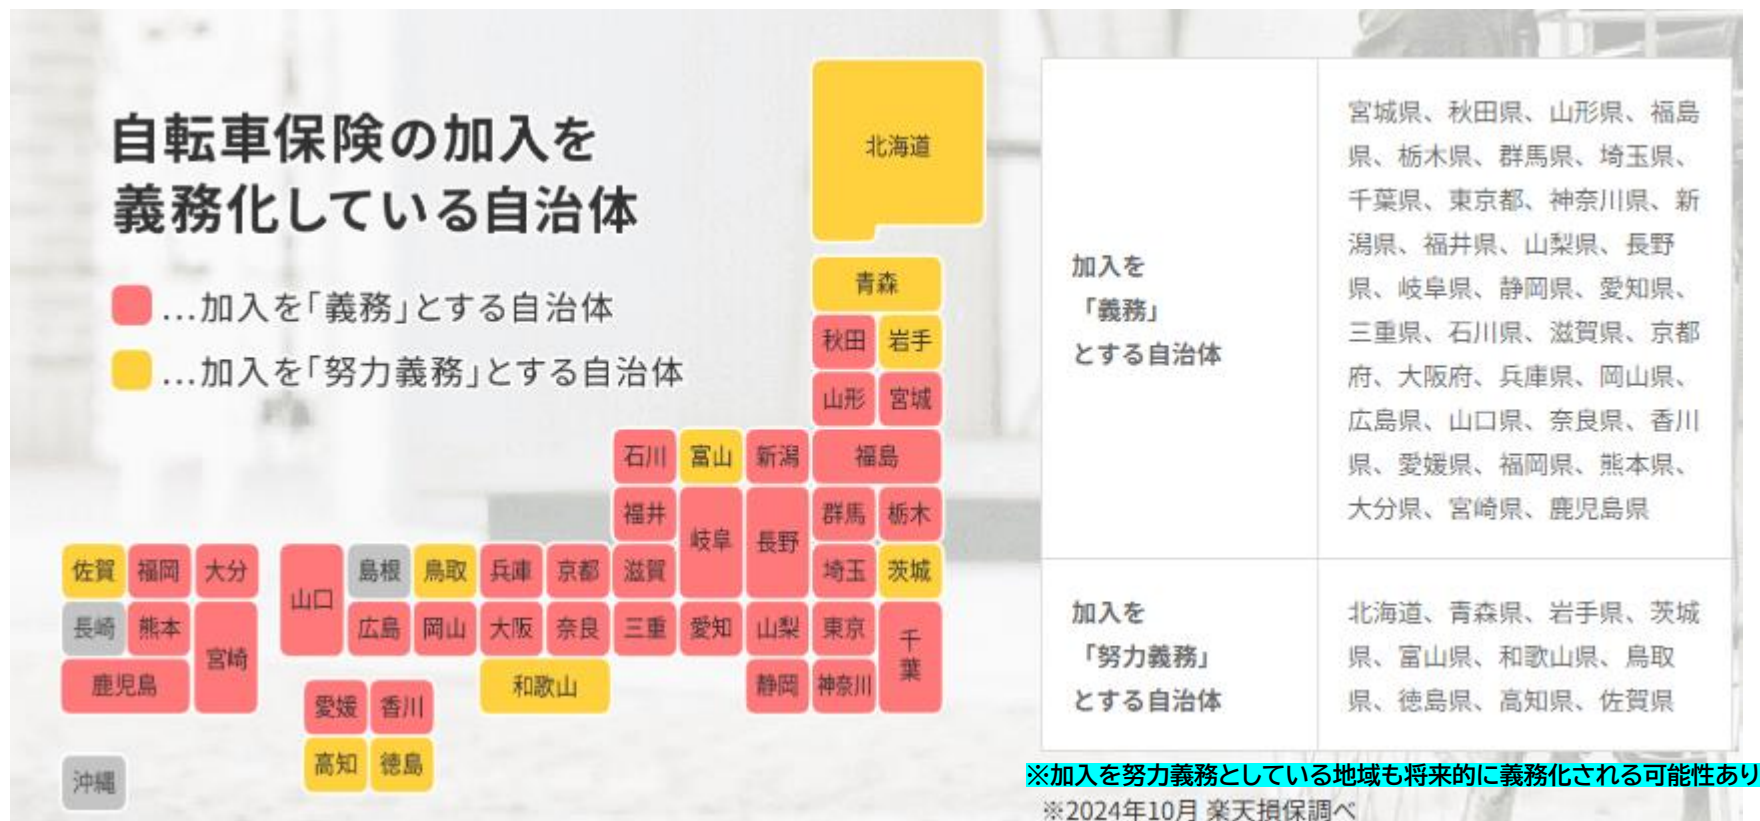 自転車保険の加入を
義務化している自治体
…加入を「義務」とする自治体
…加入を「努力義務」とする自治体
北海道
青森
秋田 岩手
山形 宮城
石川 富山 新潟 福島
福井 岐阜 長野 群馬 栃木
佐賀 福岡 大分 山口 島根 鳥取 兵庫 京都 滋賀 埼玉 茨城
長崎 熊本 宮崎 広島 岡山 大阪 奈良 三重 愛知 山梨 東京 千葉
鹿児島 和歌山 静岡 神奈川
愛媛 香川
高知 徳島
沖縄
加入を
「義務」
とする自治体
宮城県、秋田県、山形県、福島
県、栃木県、群馬県、埼玉県、
千葉県、東京都、神奈川県、新
潟県、福井県、山梨県、長野
県、岐阜県、静岡県、愛知県、
三重県、石川県、滋賀県、京都
府、大阪府、兵庫県、岡山県、
広島県、山口県、奈良県、香川
県、愛媛県、福岡県、熊本県、
大分県、宮崎県、鹿児島県
加入を
「努力義務」
とする自治体
北海道、青森県、岩手県、茨城
県、富山県、和歌山県、鳥取
県、徳島県、高知県、佐賀県
※加入を努力義務としている地域も将来的に義務化される可能性あり
※2024年10月 楽天損保調べ